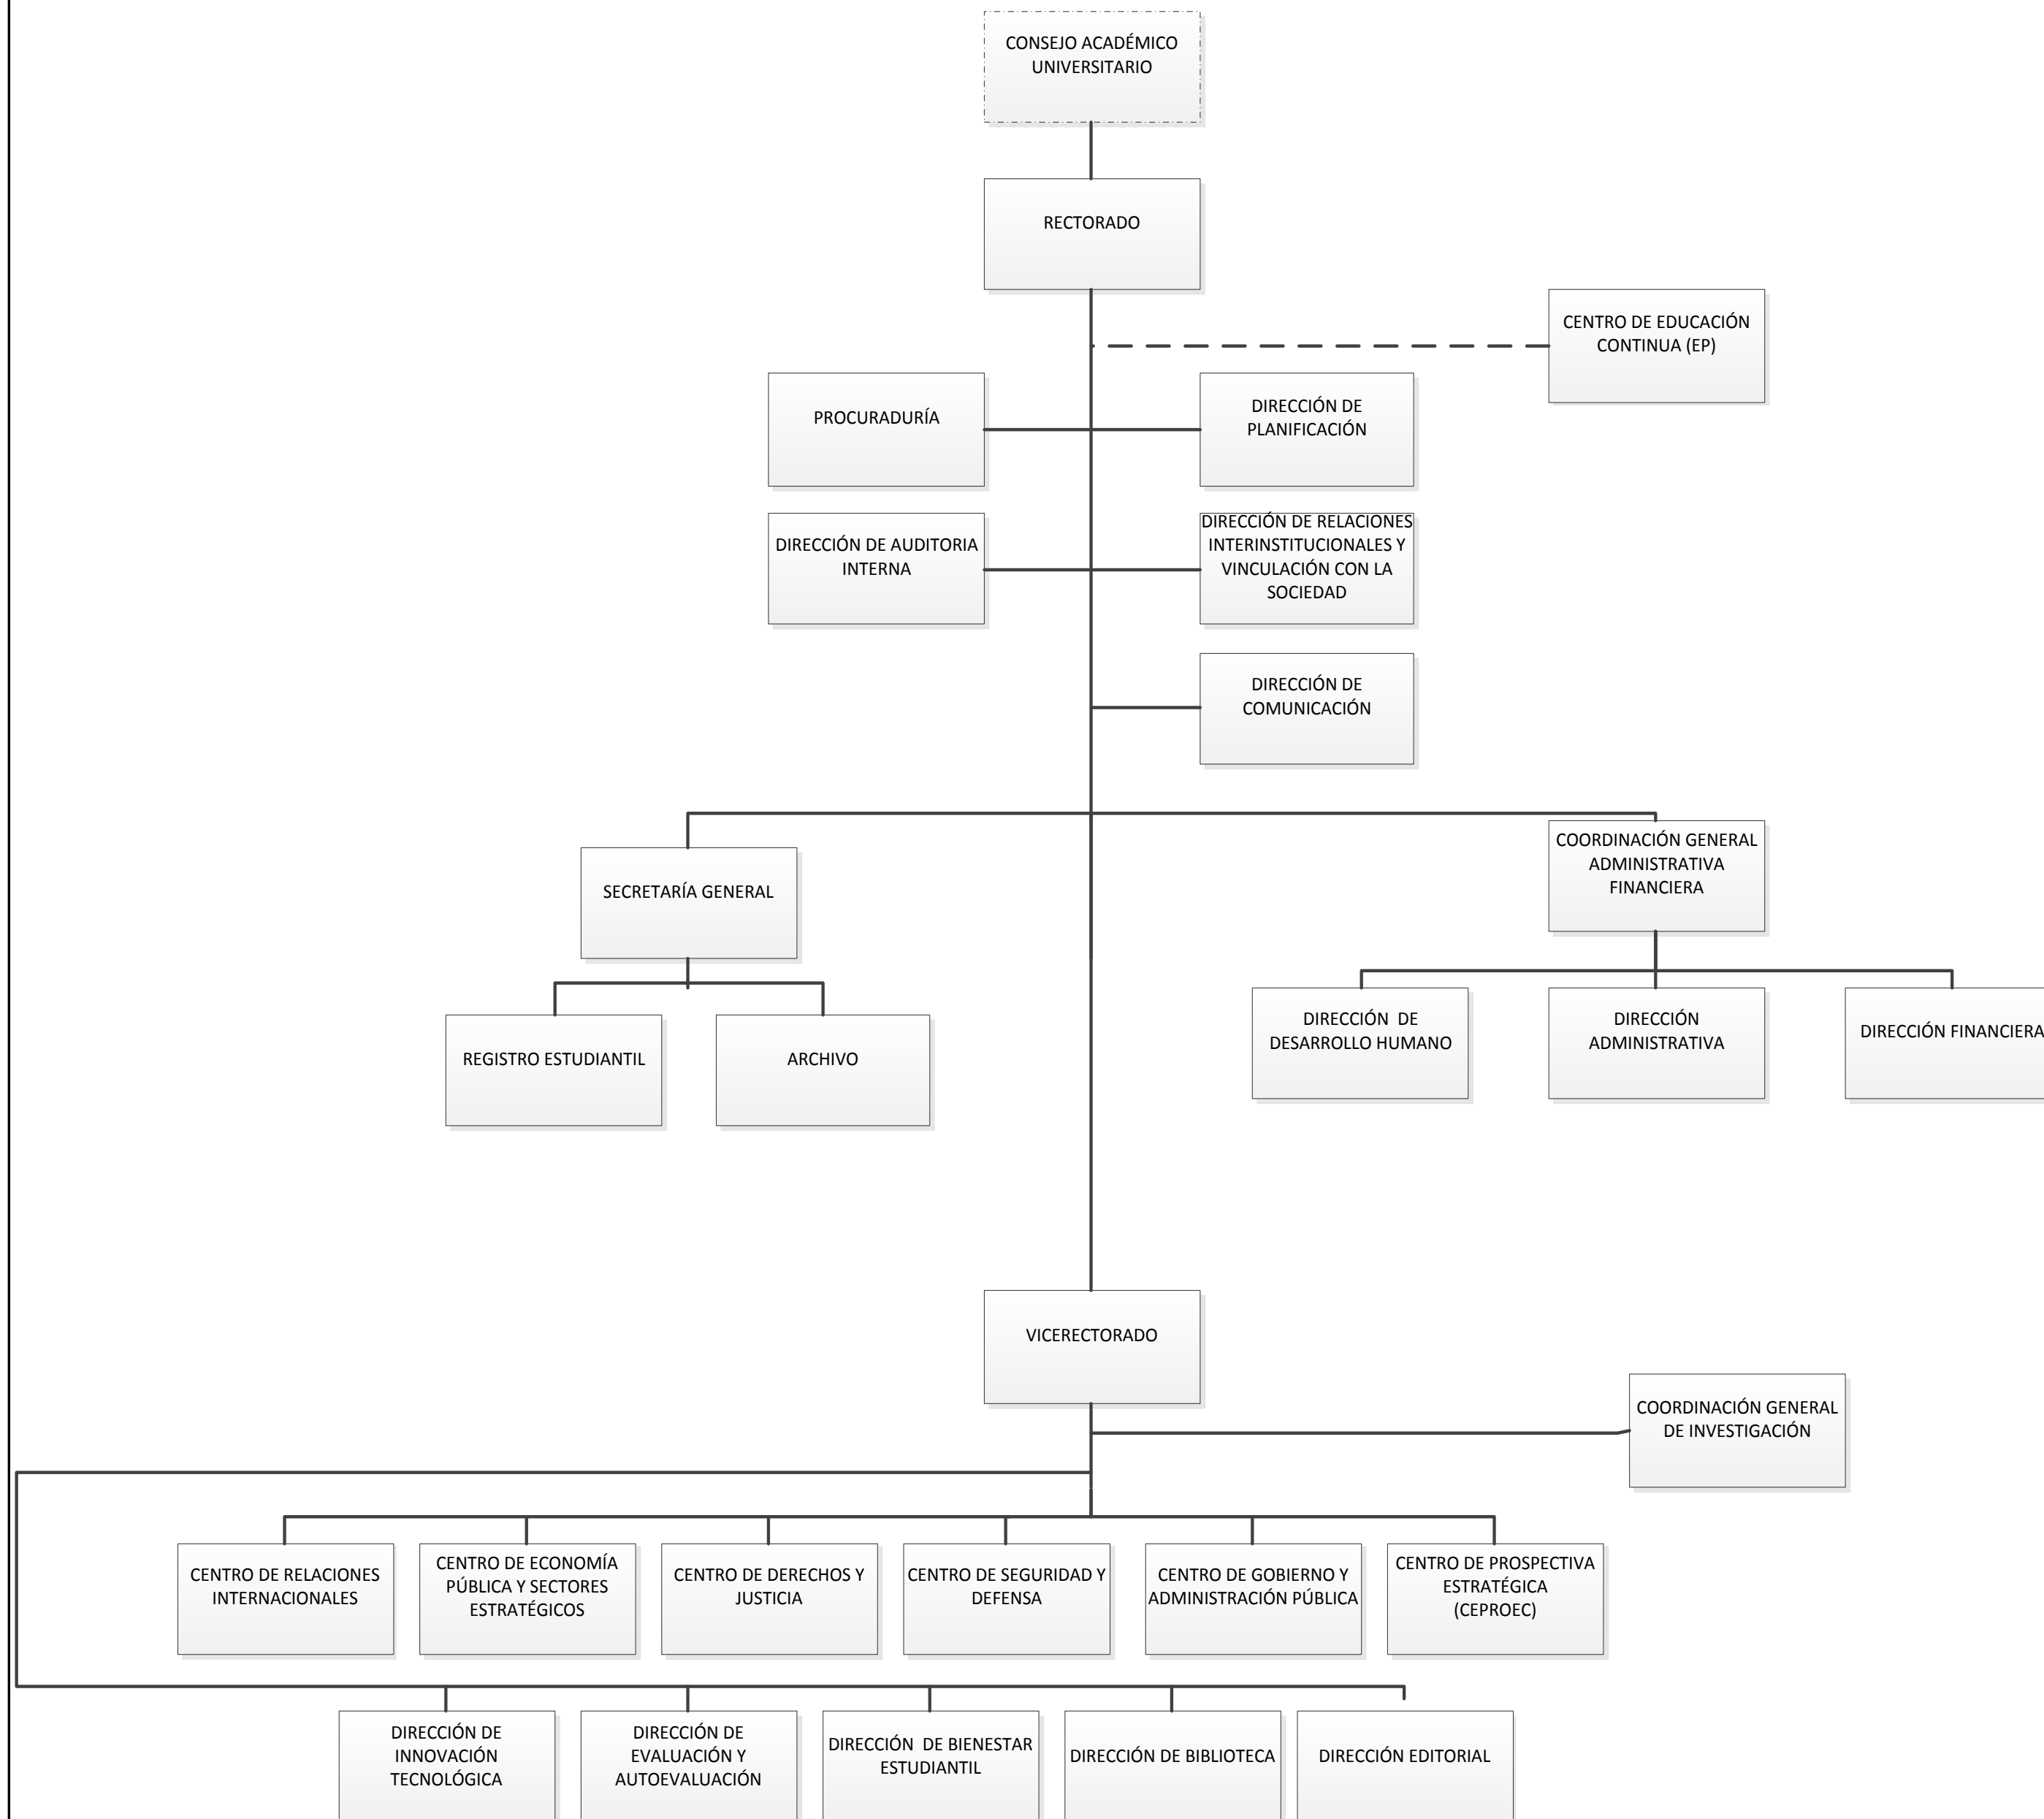 CONSEJO ACADÉMICO
UNIVERSITARIO
RECTORADO
CENTRO DE EDUCACIÓN
CONTINUA (EP)
PROCURADURÍA
DIRECCIÓN DE
PLANIFICACIÓN
DIRECCIÓN DE AUDITORIA
INTERNA
DIRECCIÓN DE RELACIONES
INTERINSTITUCIONALES Y
VINCULACIÓN CON LA
SOCIEDAD
DIRECCIÓN DE
COMUNICACIÓN
SECRETARÍA GENERAL
COORDINACIÓN GENERAL
ADMINISTRATIVA
FINANCIERA
REGISTRO ESTUDIANTIL
ARCHIVO
DIRECCIÓN  DE
DESARROLLO HUMANO
DIRECCIÓN
ADMINISTRATIVA
DIRECCIÓN FINANCIERA
VICERECTORADO
COORDINACIÓN GENERAL
DE INVESTIGACIÓN
CENTRO DE RELACIONES
INTERNACIONALES
CENTRO DE ECONOMÍA
PÚBLICA Y SECTORES
ESTRATÉGICOS
CENTRO DE DERECHOS Y
JUSTICIA
CENTRO DE SEGURIDAD Y
DEFENSA
CENTRO DE GOBIERNO Y
ADMINISTRACIÓN PÚBLICA
CENTRO DE PROSPECTIVA
ESTRATÉGICA
(CEPROEC)
DIRECCIÓN DE
INNOVACIÓN
TECNOLÓGICA
DIRECCIÓN DE
EVALUACIÓN Y
AUTOEVALUACIÓN
DIRECCIÓN  DE BIENESTAR
ESTUDIANTIL
DIRECCIÓN DE BIBLIOTECA
DIRECCIÓN EDITORIAL